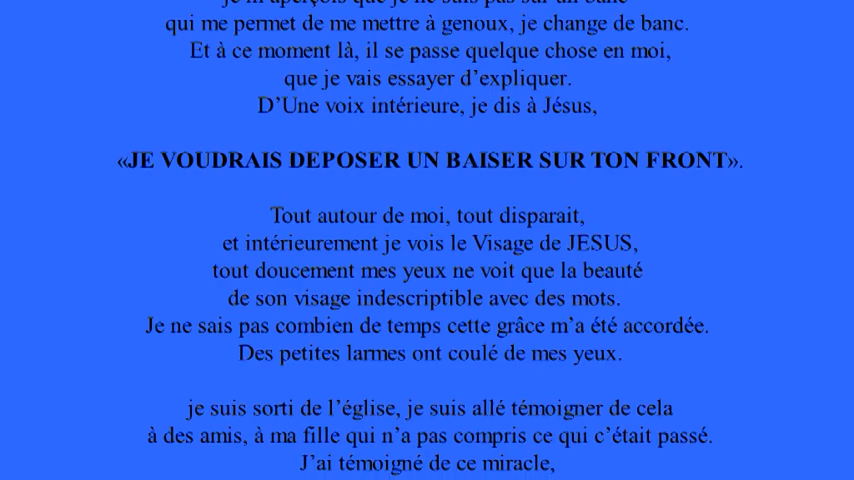 je m'aperçois que je ne suis pas sur un banc
qui me permet de me mettre à genoux, je change de banc.
Et à ce moment là, il se passe quelque chose en moi,
que je vais essayer d’expliquer.
D’Une voix intérieure, je dis à Jésus,
«JE VOUDRAIS DEPOSER UN BAISER SUR TON FRONT».
Tout autour de moi, tout disparait,
et intérieurement je vois le Visage de JESUS,
tout doucement mes yeux ne voit que la beauté
de son visage indescriptible avec des mots.
Je ne sais pas combien de temps cette grâce m’a été accordée.
Des petites larmes ont coulé de mes yeux.
je suis sorti de l’église, je suis allé témoigner de cela
à des amis, à ma fille qui n’a pas compris ce qui c’était passé.
J’ai témoigné de ce miracle,